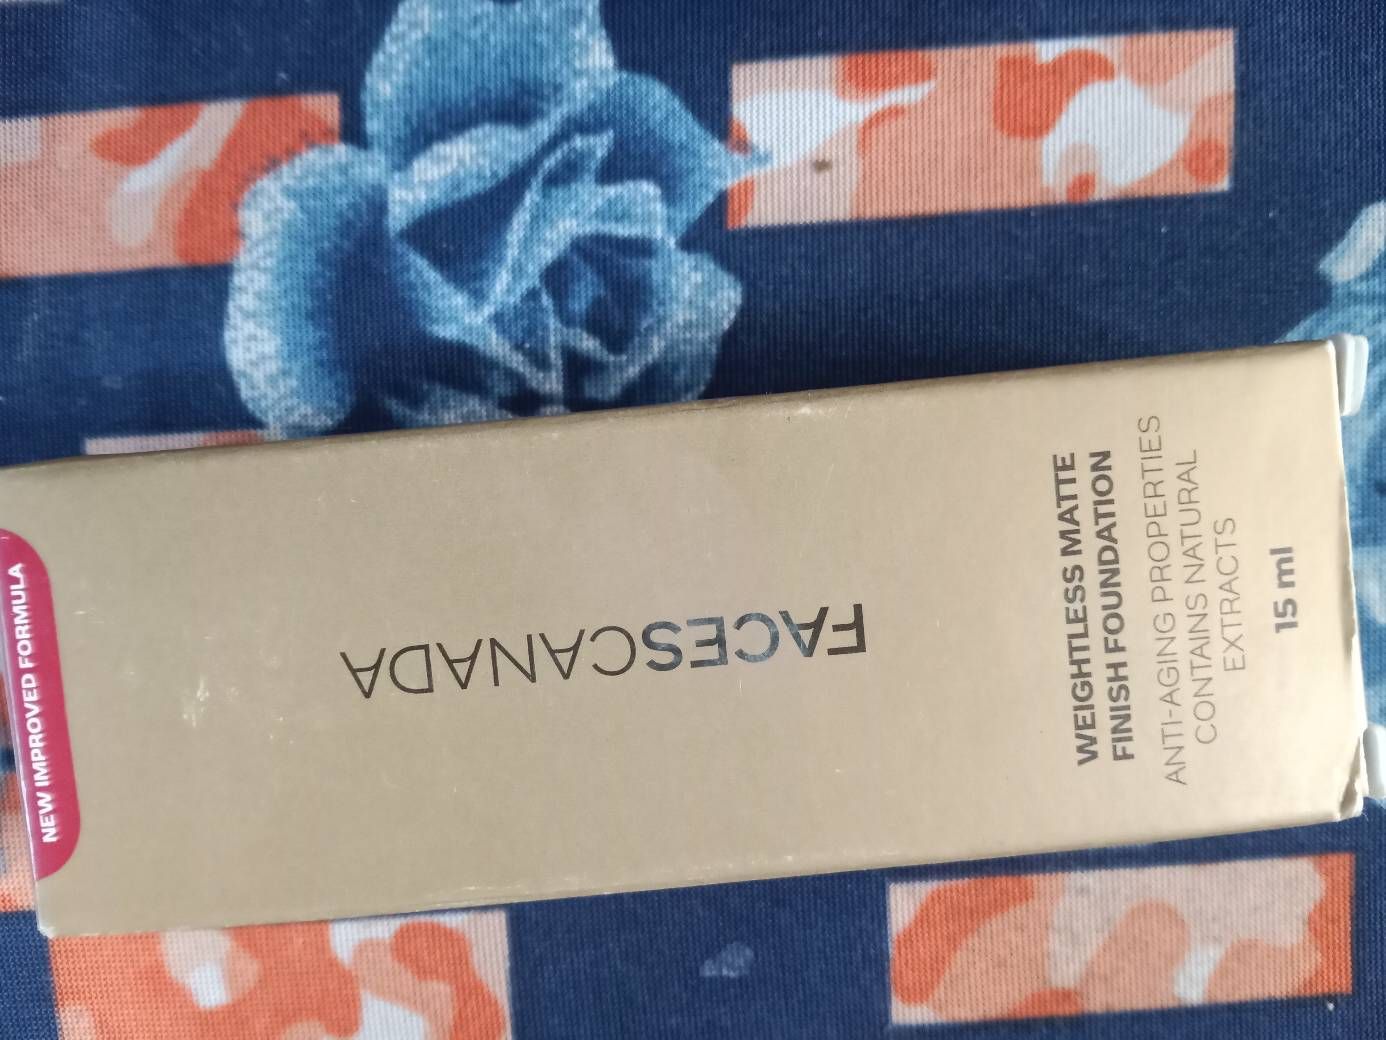 NEW IMPROVED FORMULA
FACESCANADA
WEIGHTLESS MATTE
FINISH FOUNDATION
ANTI-AGING PROPERTIES
CONTAINS NATURAL
EXTRACTS
15 ml